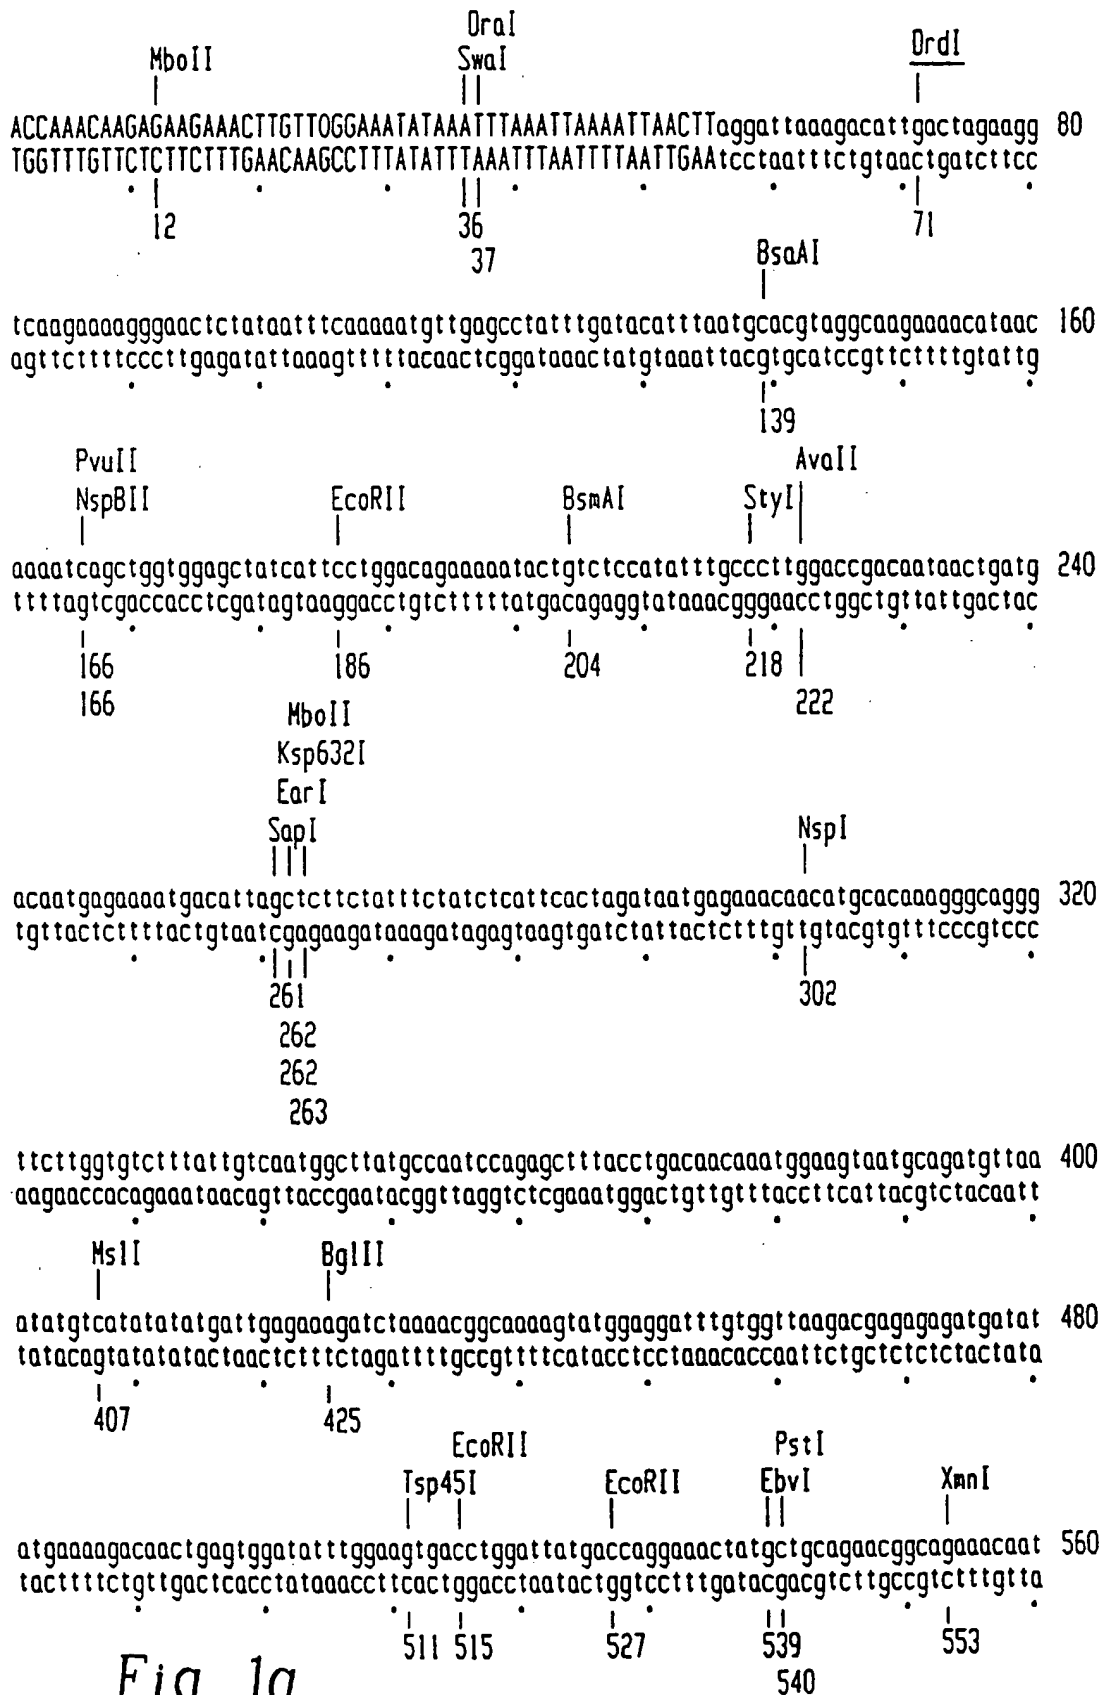 OraI
MboII SwaI OrdI
ACCAAACAAGAGAAGAAACTTGTTOGGAAATATAAATTTAAATTAAAATTAACTTaggattaaagacattgactagaagg 80
TGGTTTGTTCTCTTCTTTGAACAAGCCTTTATATTTAAATTTAATTTTAATTGAAtcctaatttctgtaactgatcttcc
12 36 71
37
BsaAI
tcaagaaaagggaactctataatttcaaaaatgttgagcctatttgatacatttaatgcacgtaggcaagaaaacataac 160
agttcttttcccttgagatattaaagtttttacaactcggataaactatgtaaattacgtgcatccgttcttttgtattg
139
PvuII AvaII
NspBII EcoRII BsmAI StyI
aaaatcagctggtggagctatcattcctggacagaaaaatactgtctccatatttgcccttggaccgacaataactgatg 240
ttttagtcgaccacctcgatagtaaggacctgtctttttatgacagaggtataaacgggaacctggctgttattgactac
166 186 204 218
166 222
MboII
Ksp632I
EarI
SapI NspI
acaatgagaaaatgacattagctcttctatttctatctcattcactagataatgagaaacaacatgcacaaagggcaggg 320
tgttactcttttactgtaatcgagaagataaagatagagtaagtgatctattactctttgttgtacgtgtttcccgtccc
261 302
262
262
263
ttcttggtgtctttattgtcaatggcttatgccaatccagagctttacctgacaacaaatggaagtaatgcagatgttaa 400
aagaaccacagaaataacagttaccgaatacggttaggtctcgaaatggactgttgtttaccttcattacgtctacaatt
MslI BglII
atatgtcatatatatgattgagaaagatctaaaacggcaaaagtatggaggatttgtggttaagacgagagagatgatat 480
tatacagtatatatactaactctttctagattttgccgttttcatacctcctaaacaccaattctgctctctctactata
407 425
EcoRII PstI
Tsp45I EcoRII EbvI XmnI
atgaaaagacaactgagtggatatttggaagtgacctggattatgaccaggaaactatgctgcagaacggcagaaacaat 560
tacttttctgttgactcacctataaaccttcactggacctaatactggtcctttgatacgacgtcttgccgtctttgtta
511 515 527 539 553
540
Fig. 1a